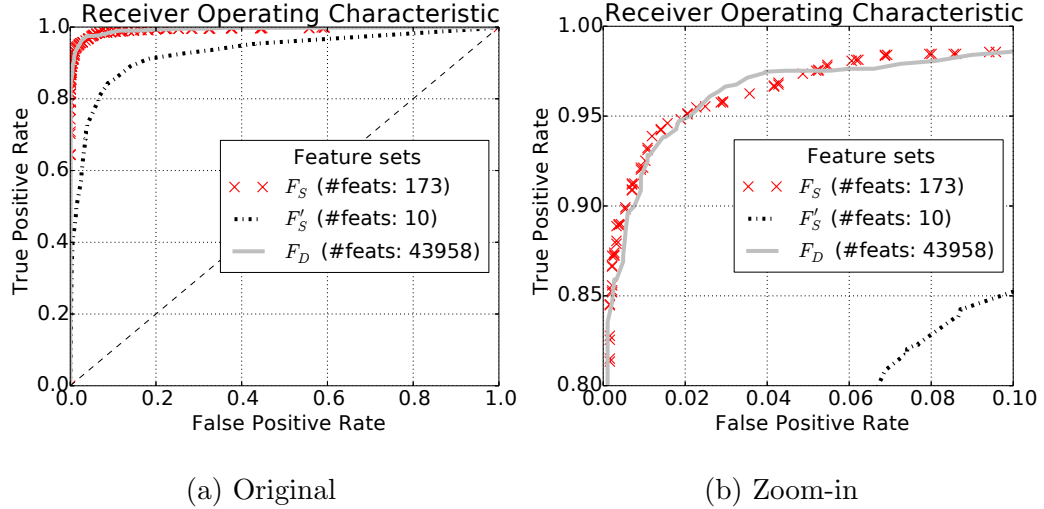 Receiver Operating Characteristic
True Positive Rate
1.0
0.8
0.6
0.4
0.2
0.0
Feature sets
F_S (#feats: 173)
F'_S (#feats: 10)
F_D (#feats: 43958)
0.0 0.2 0.4 0.6 0.8 1.0
False Positive Rate
(a) Original
Receiver Operating Characteristic
True Positive Rate
1.00
0.95
0.90
0.85
0.80
Feature sets
F_S (#feats: 173)
F'_S (#feats: 10)
F_D (#feats: 43958)
0.00 0.02 0.04 0.06 0.08 0.10
False Positive Rate
(b) Zoom-in